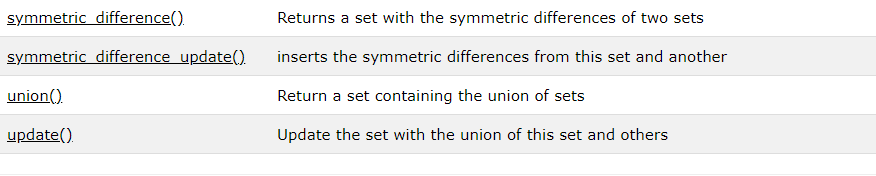 symmetric_difference() Returns a set with the symmetric differences of two sets
symmetric_difference_update() inserts the symmetric differences from this set and another
union() Return a set containing the union of sets
update() Update the set with the union of this set and others